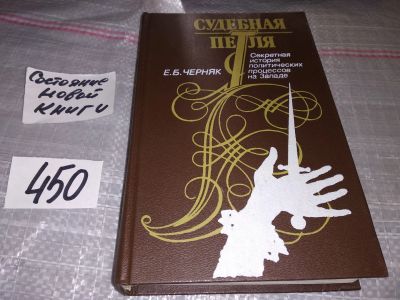 СУДЕБНАЯ
ПЕТЛЯ
Секретная
история
политических
процессов
на Западе
Е.Б. ЧЕРНЯК
Состояние
новой
книги
450